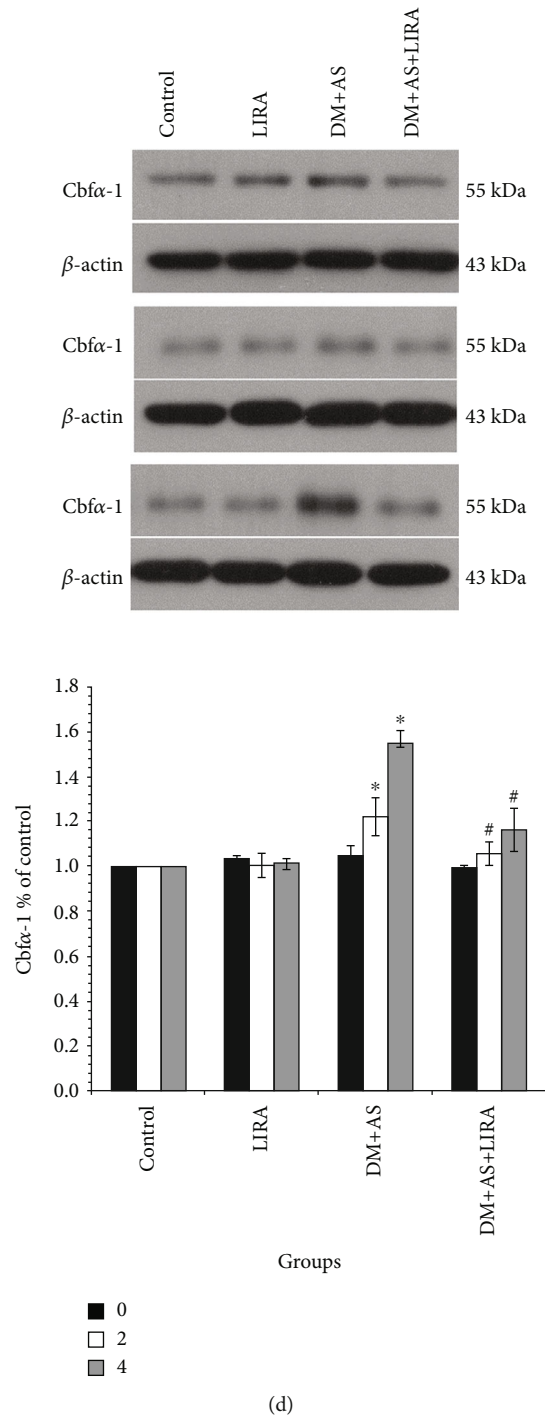 Control
LIRA
DM+AS
DM+AS+LIRA
Cbfα-1 55 kDa
β-actin 43 kDa
Cbfα-1 55 kDa
β-actin 43 kDa
Cbfα-1 55 kDa
β-actin 43 kDa
Cbfα-1 % of control
1.8
1.6
1.4
1.2
1.0
0.8
0.6
0.4
0.2
0.0
*
*
#
#
Control
LIRA
DM+AS
DM+AS+LIRA
Groups
0
2
4
(d)